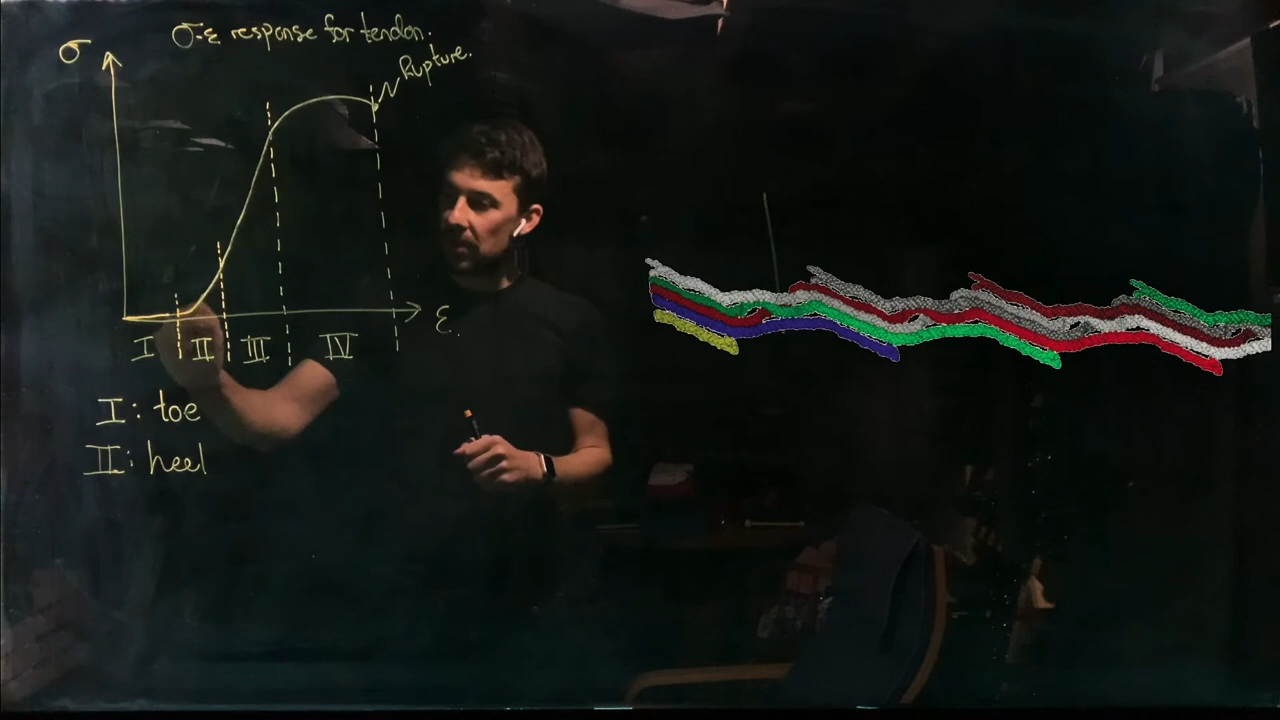 σ-ε response for tendon.
σ
Rupture.
ε.
I II III IV
I: toe
II: heel